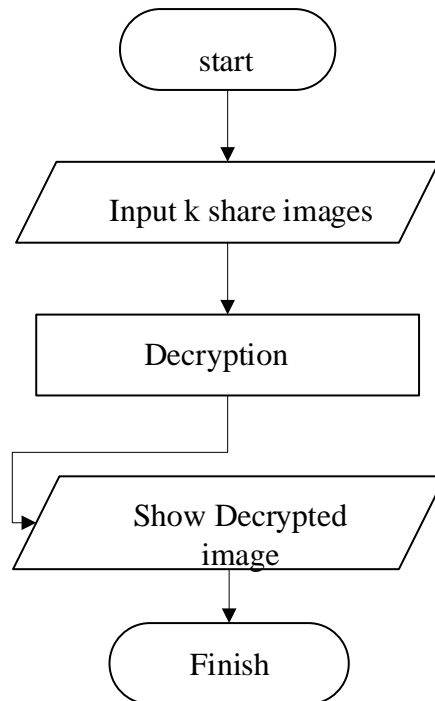 start
Input k share images
Decryption
Show Decrypted
image
Finish